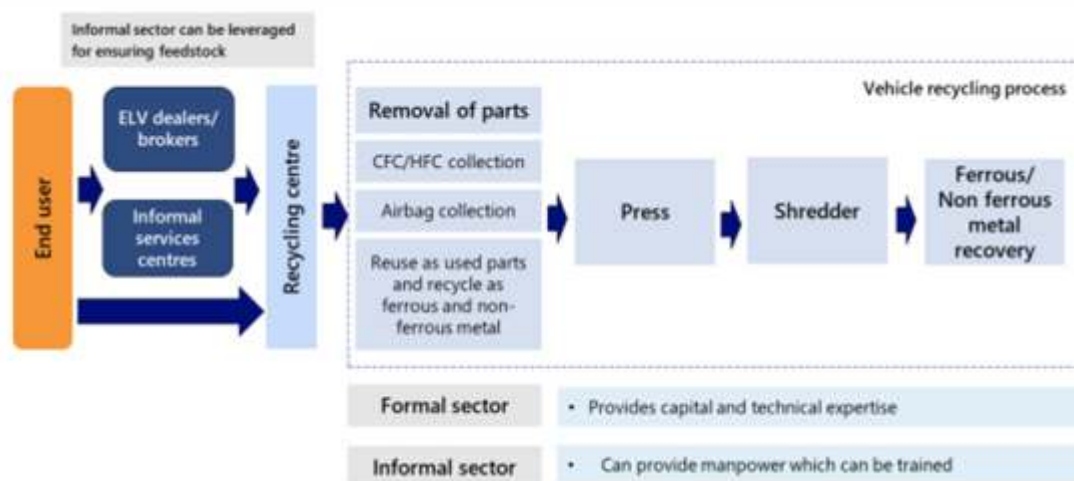 Informal sector can be leveraged
for ensuring feedstock
End user
ELV dealers/
brokers
Informal
services
centres
Recycling centre
Vehicle recycling process
Removal of parts
CFC/HFC collection
Airbag collection
Reuse as used parts
and recycle as
ferrous and non-
ferrous metal
Press
Shredder
Ferrous/
Non ferrous
metal
recovery
Formal sector
• Provides capital and technical expertise
Informal sector
• Can provide manpower which can be trained